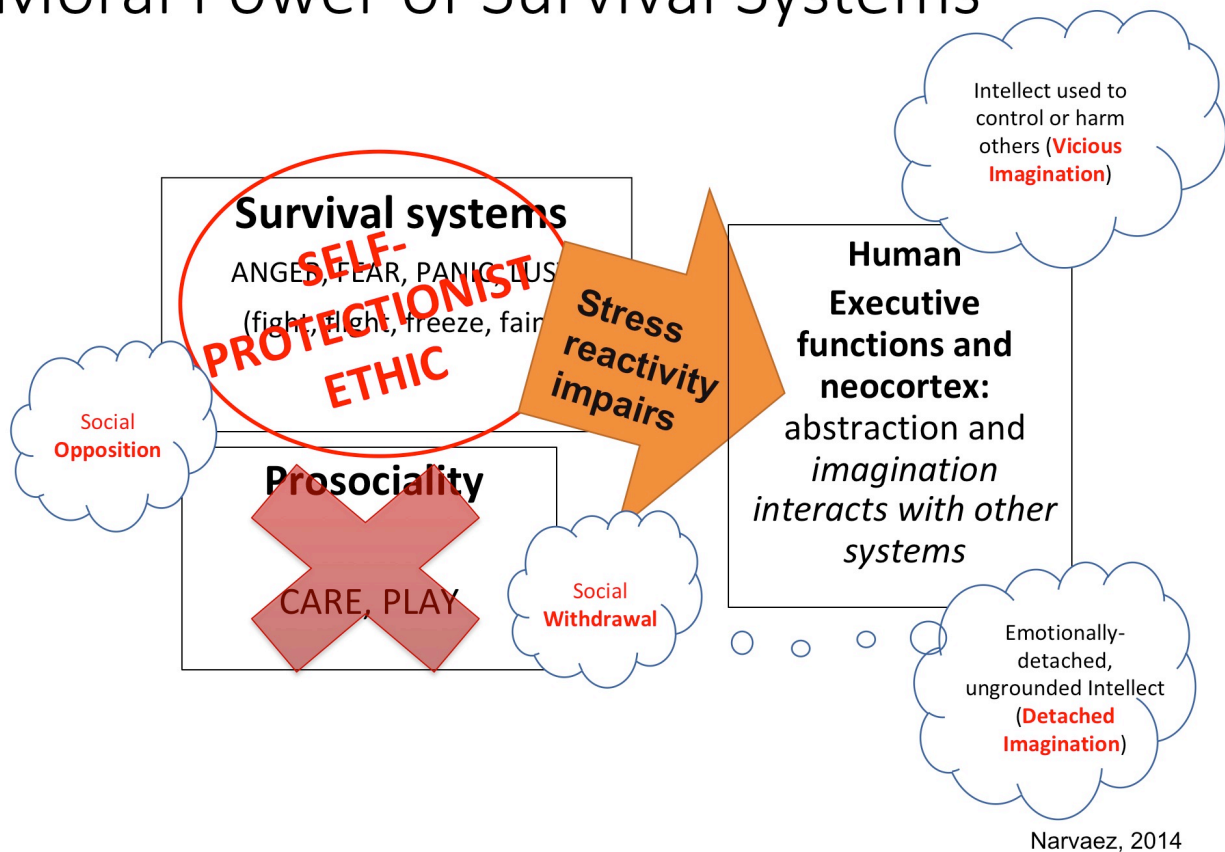 Moral Power of Survival Systems
Intellect used to
control or harm
others (Vicious
Imagination)
Survival systems
ANGER, FEAR, PANIC, LUS
(fight, flight, freeze, fain
SELF-
PROTECTIONIST
ETHIC
Stress
reactivity
impairs
Human
Executive
functions and
neocortex:
abstraction and
imagination
interacts with other
systems
Social
Opposition
Prosociality
CARE, PLAY
Social
Withdrawal
Emotionally-
detached,
ungrounded Intellect
(Detached
Imagination)
Narvaez, 2014